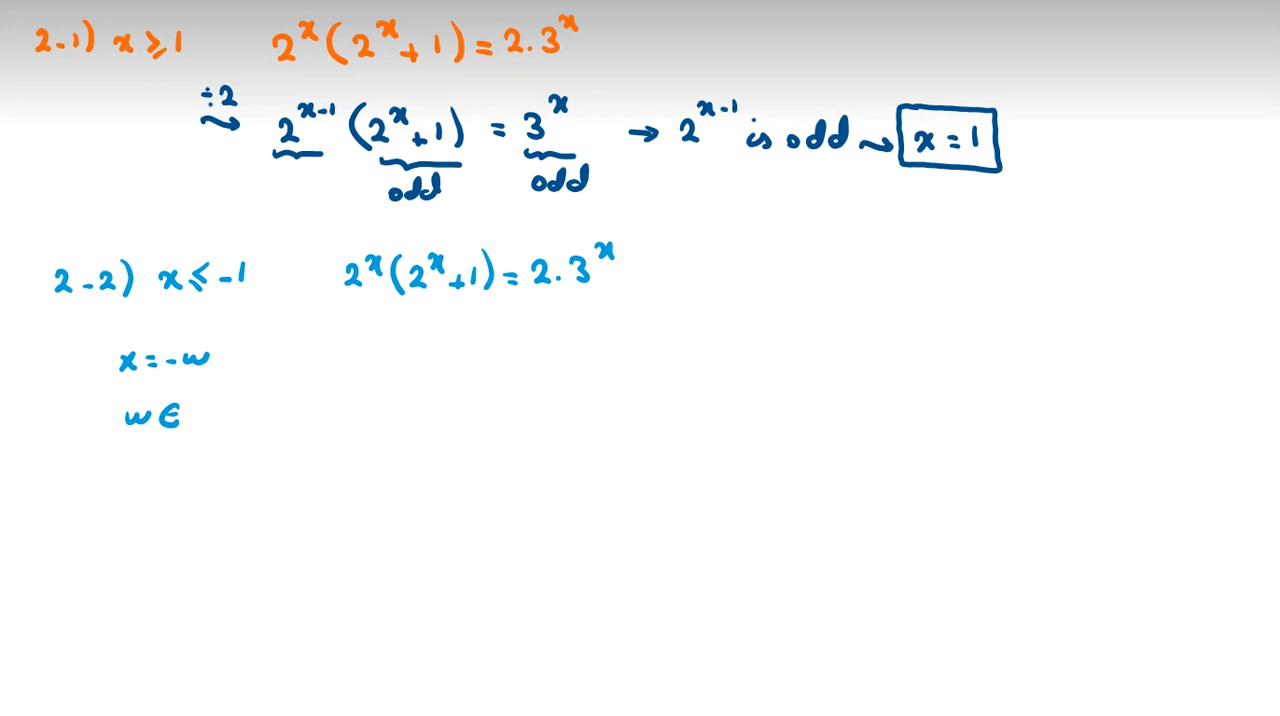 2-1) x ≥ 1 2^x (2^x + 1) = 2 . 3^x
÷2 ⇝ 2^{x-1} (2^x + 1) = 3^x → 2^{x-1} is odd ⇝ x = 1
odd odd
2-2) x ≤ -1 2^x (2^x + 1) = 2 . 3^x
x = -w
w ∈